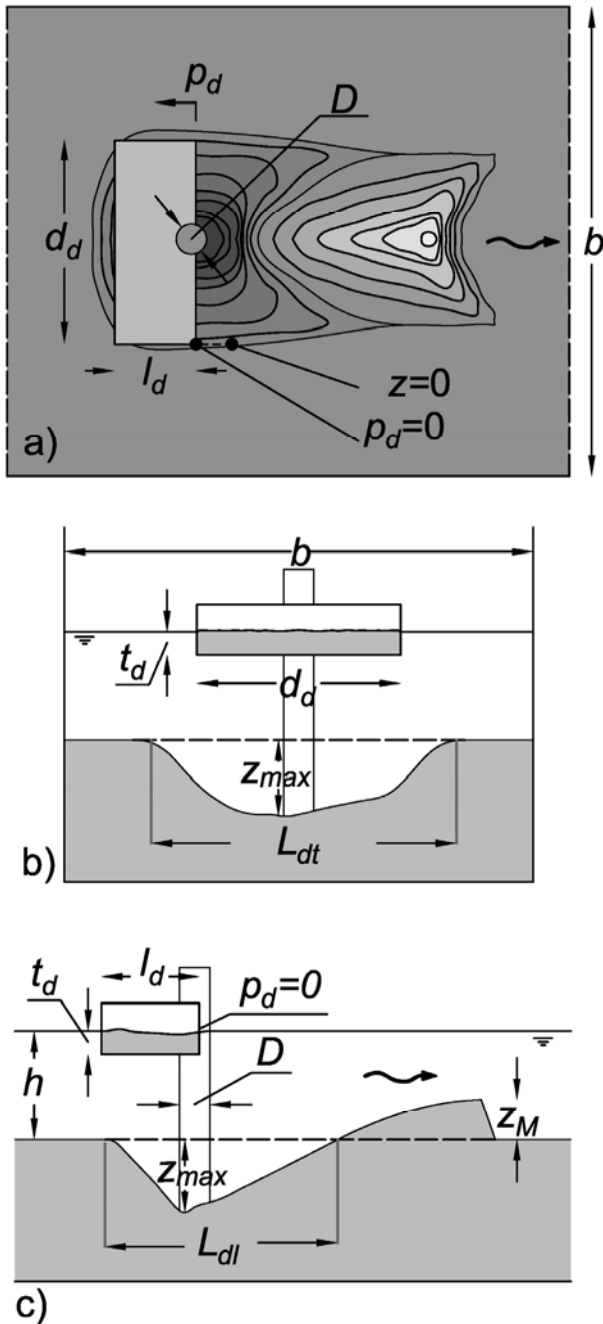 p_d
D
d_d
b
l_d
z=0
p_d=0
a)
b
t_d
d_d
z_max
L_dt
b)
l_d
t_d
p_d=0
D
h
z_M
z_max
L_dl
c)